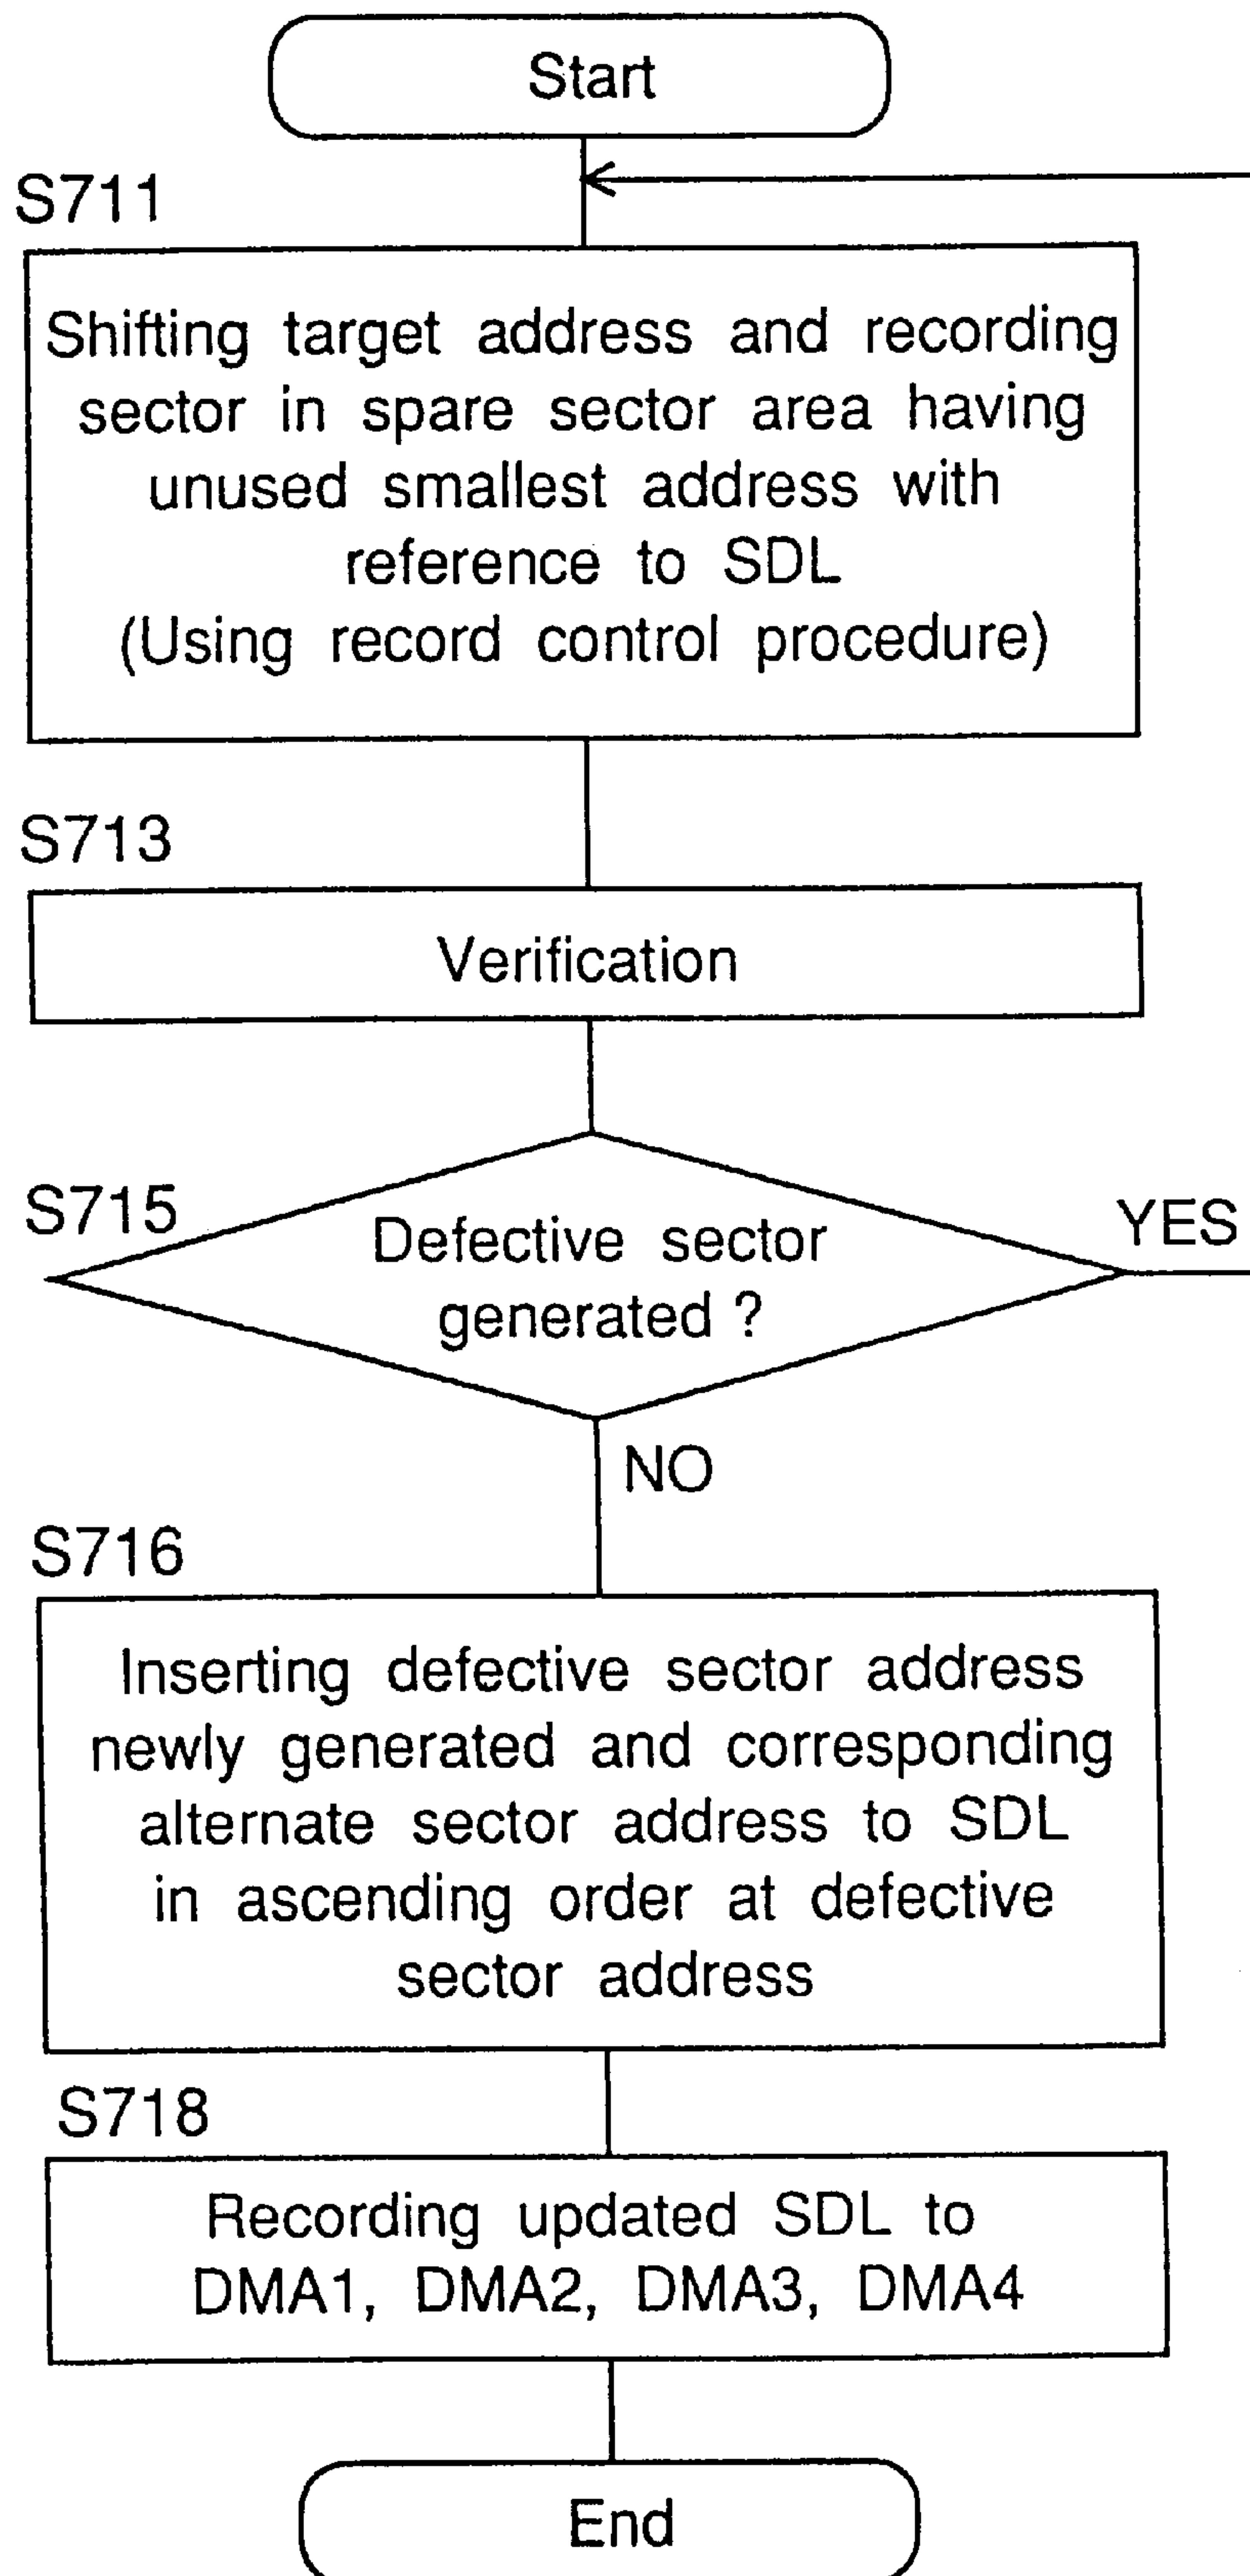 Start
S711
Shifting target address and recording
sector in spare sector area having
unused smallest address with
reference to SDL
(Using record control procedure)
S713
Verification
S715
Defective sector
generated ?
YES
NO
S716
Inserting defective sector address
newly generated and corresponding
alternate sector address to SDL
in ascending order at defective
sector address
S718
Recording updated SDL to
DMA1, DMA2, DMA3, DMA4
End